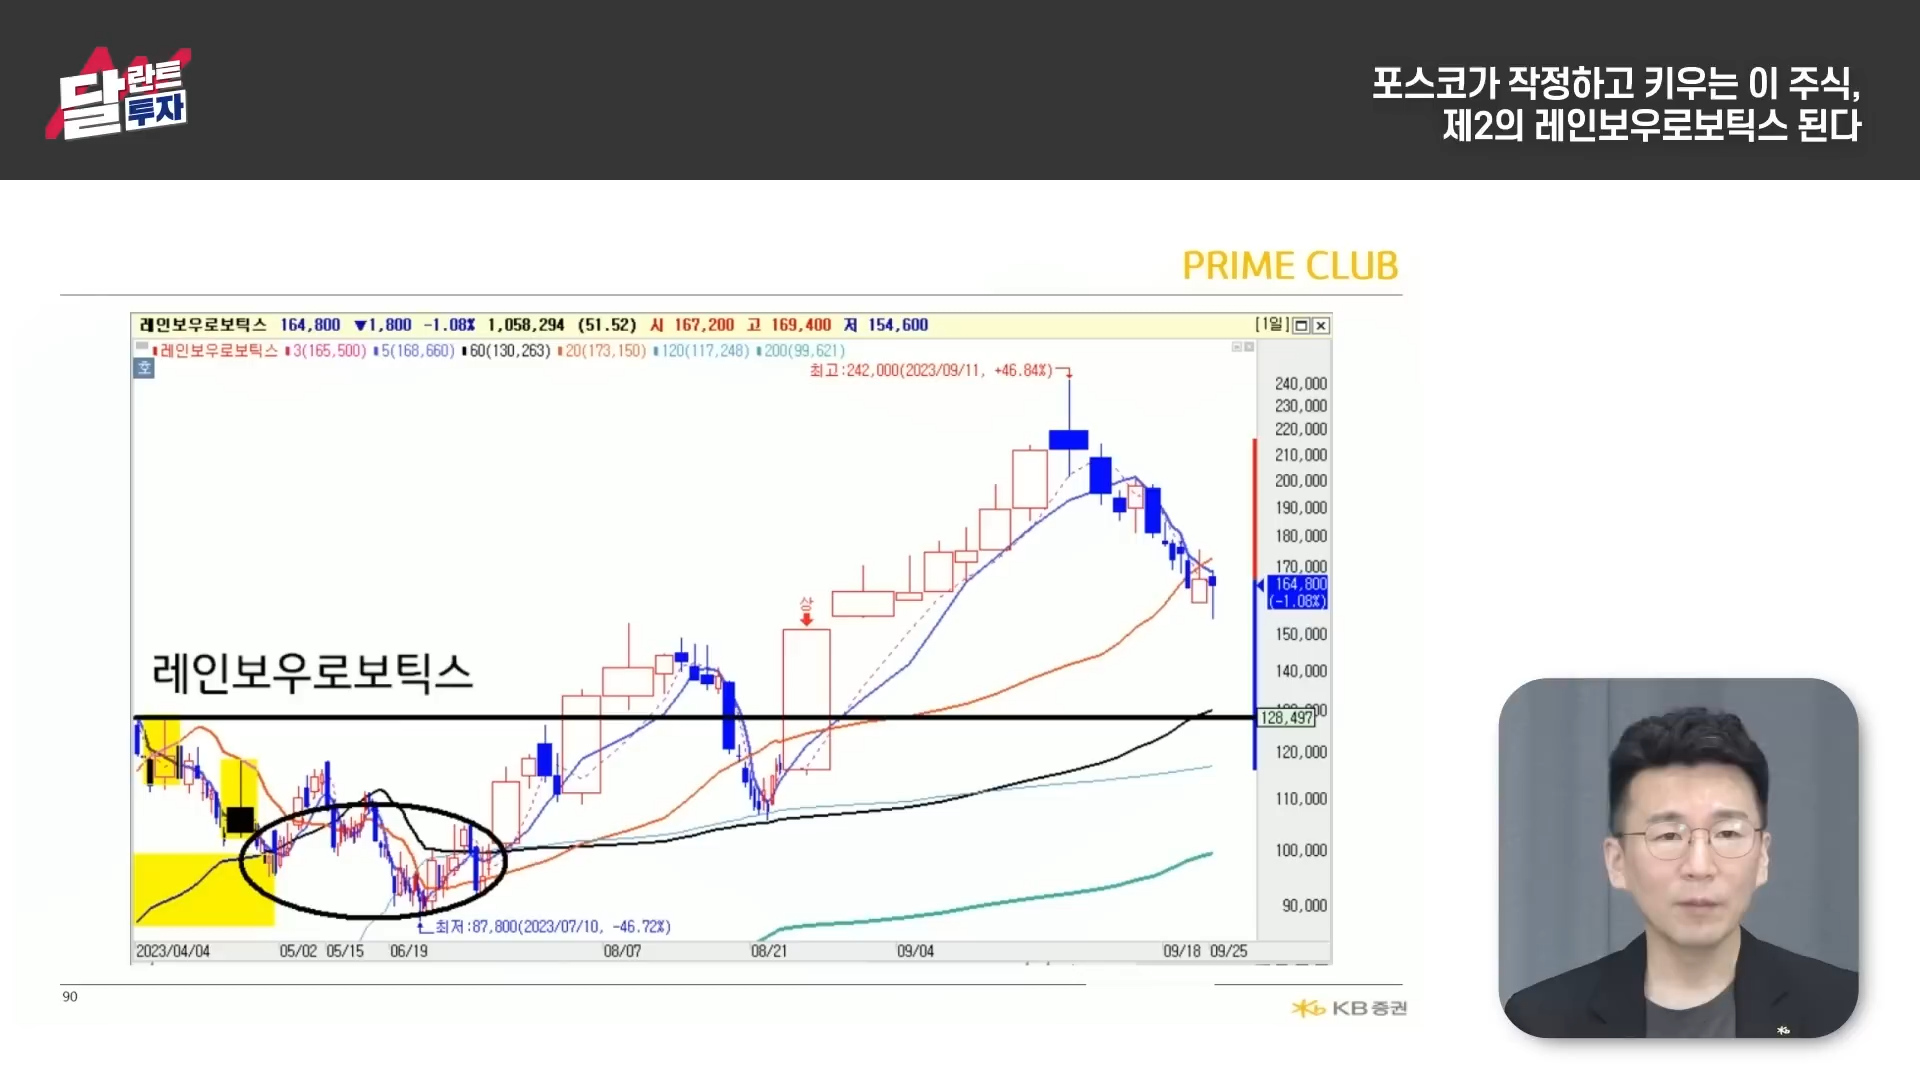 달란트
투자
포스코가 작정하고 키우는 이 주식,
제2의 레인보우로보틱스 된다
PRIME CLUB
레인보우로보틱스 164,800 ▼1,800 -1.08% 1,058,294 (51.52) 시 167,200 고 169,400 저 154,600 [1일]
레인보우로보틱스 3(165,500) 5(168,660) 60(130,263) 20(173,150) 120(117,248) 200(99,621)
호
최고:242,000(2023/09/11, +46.84%)
240,000
230,000
220,000
210,000
200,000
190,000
180,000
170,000
164,800
(-1.08%)
상
150,000
140,000
레인보우로보틱스
128,497
120,000
110,000
100,000
90,000
최저:87,800(2023/07/10, -46.72%)
2023/04/04 05/02 05/15 06/19 08/07 08/21 09/04 09/18 09/25
90
KB증권